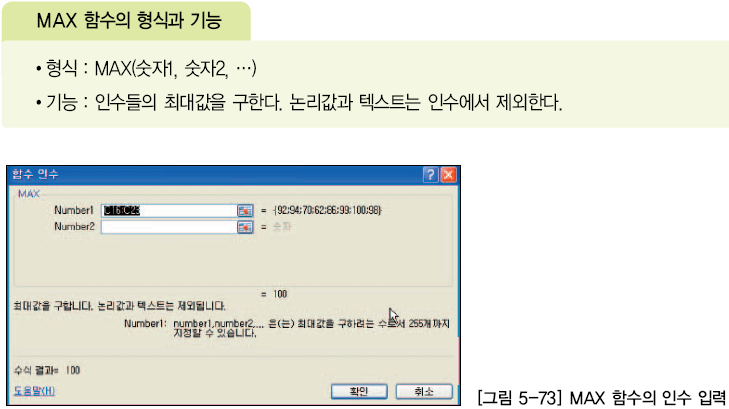 MAX 함수의 형식과 기능
• 형식 : MAX(숫자1, 숫자2, …)
• 기능 : 인수들의 최대값을 구한다. 논리값과 텍스트는 인수에서 제외한다.
함수 인수
MAX
Number1 C16:C23 = {92;94;70;62;86;99;100;98}
Number2 = 숫자
= 100
최대값을 구합니다. 논리값과 텍스트는 제외됩니다.
Number1: number1,number2,... 은(는) 최대값을 구하려는 수로서 255개까지
지정할 수 있습니다.
수식 결과= 100
도움말(H) 확인 취소
[그림 5-73] MAX 함수의 인수 입력